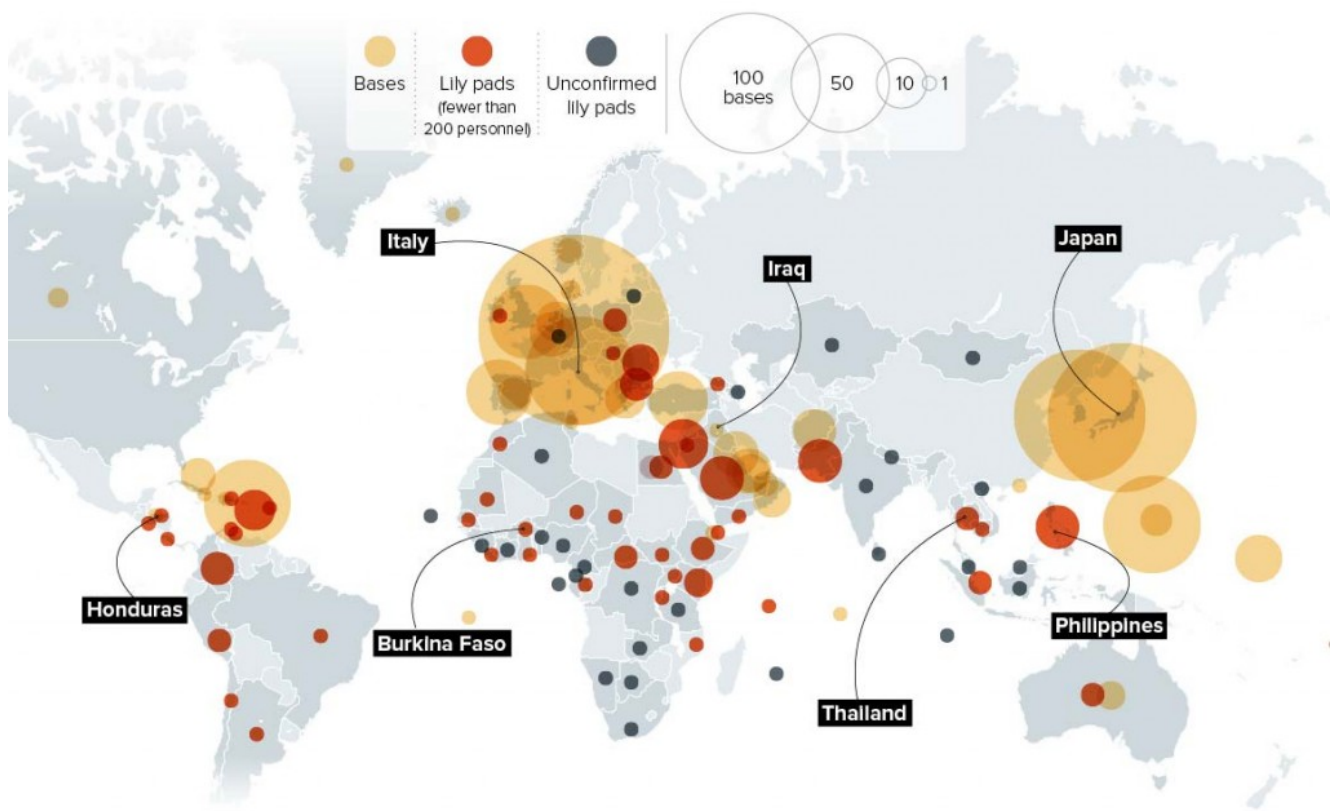 Bases
Lily pads
(fewer than
200 personnel)
Unconfirmed
lily pads
100
bases
50
10
1
Italy
Iraq
Japan
Honduras
Burkina Faso
Philippines
Thailand